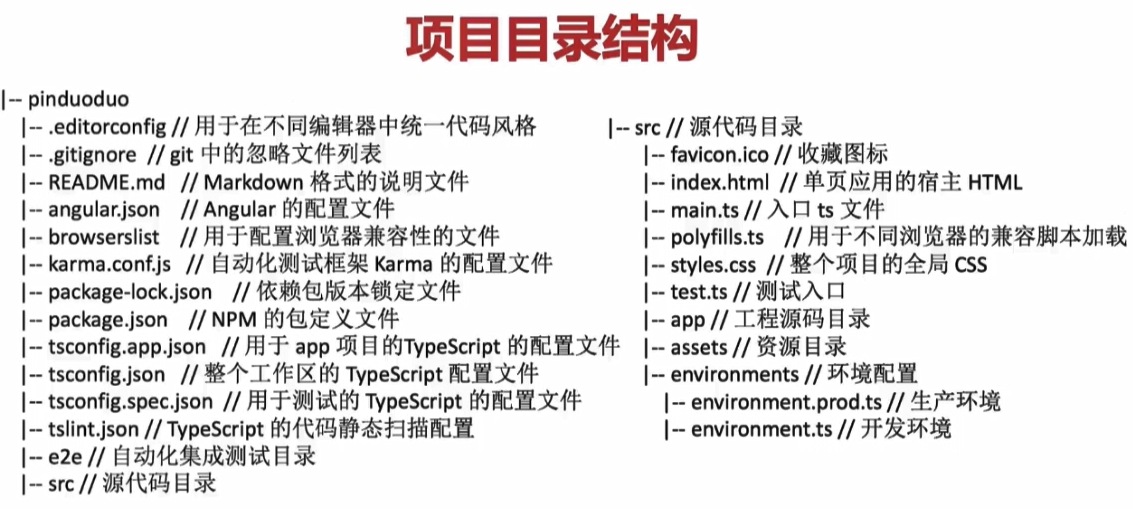 项目目录结构
|-- pinduoduo
|-- .editorconfig // 用于在不同编辑器中统一代码风格
|-- .gitignore // git 中的忽略文件列表
|-- README.md // Markdown 格式的说明文件
|-- angular.json // Angular 的配置文件
|-- browserslist // 用于配置浏览器兼容性的文件
|-- karma.conf.js // 自动化测试框架 Karma 的配置文件
|-- package-lock.json // 依赖包版本锁定文件
|-- package.json // NPM 的包定义文件
|-- tsconfig.app.json // 用于 app 项目的TypeScript 的配置文件
|-- tsconfig.json // 整个工作区的 TypeScript 配置文件
|-- tsconfig.spec.json // 用于测试的 TypeScript 的配置文件
|-- tslint.json // TypeScript 的代码静态扫描配置
|-- e2e // 自动化集成测试目录
|-- src // 源代码目录
|-- src // 源代码目录
|-- favicon.ico // 收藏图标
|-- index.html // 单页应用的宿主 HTML
|-- main.ts // 入口 ts 文件
|-- polyfills.ts // 用于不同浏览器的兼容脚本加载
|-- styles.css // 整个项目的全局 CSS
|-- test.ts // 测试入口
|-- app // 工程源码目录
|-- assets // 资源目录
|-- environments // 环境配置
|-- environment.prod.ts // 生产环境
|-- environment.ts // 开发环境